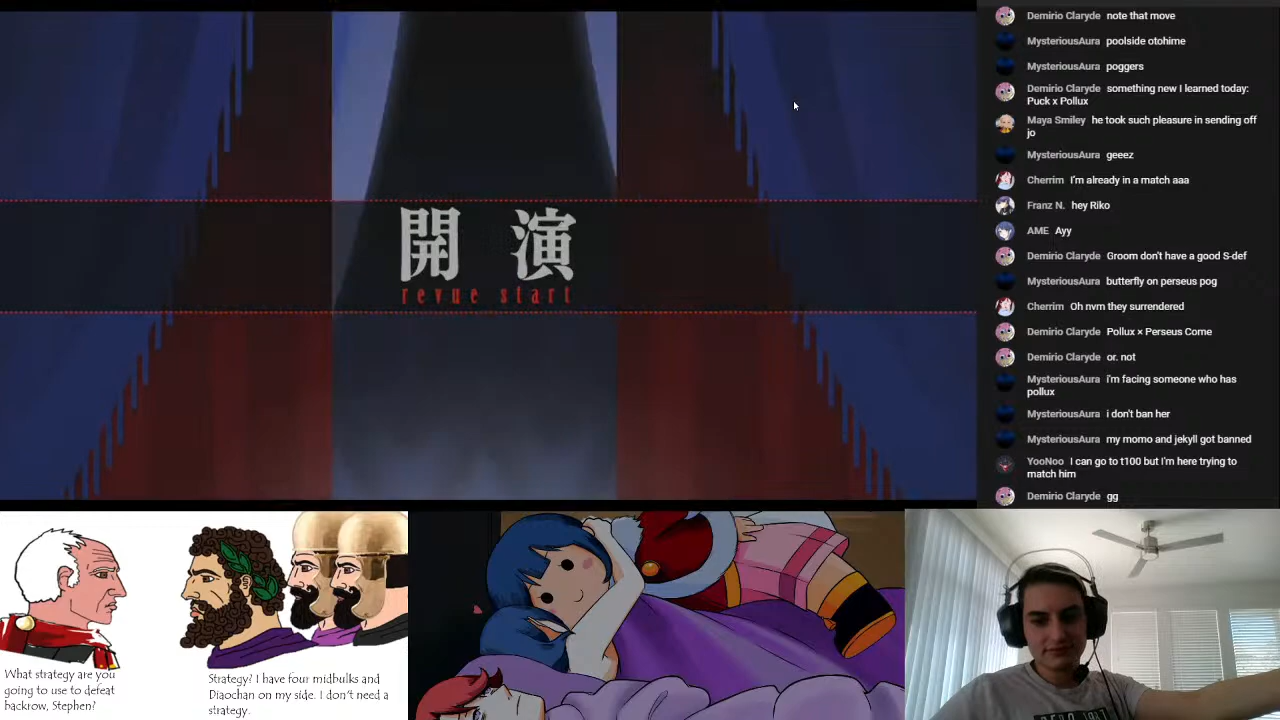 開演
revue start
Demirio Claryde note that move
MysteriousAura poolside otohime
MysteriousAura poggers
Demirio Claryde something new I learned today:
Puck x Pollux
Maya Smiley he took such pleasure in sending off
jo
MysteriousAura geeez
Cherrim I'm already in a match aaa
Franz N. hey Riko
AME Ayy
Demirio Claryde Groom don't have a good S-def
MysteriousAura butterfly on perseus pog
Cherrim Oh nvm they surrendered
Demirio Claryde Pollux × Perseus Come
Demirio Claryde or. not
MysteriousAura i'm facing someone who has
pollux
MysteriousAura i don't ban her
MysteriousAura my momo and jekyll got banned
YooNoo I can go to t100 but I'm here trying to
match him
Demirio Claryde gg
What strategy are you
going to use to defeat
backrow, Stephen?
Strategy? I have four midbulks and
Diaochan on my side. I don't need a
strategy.